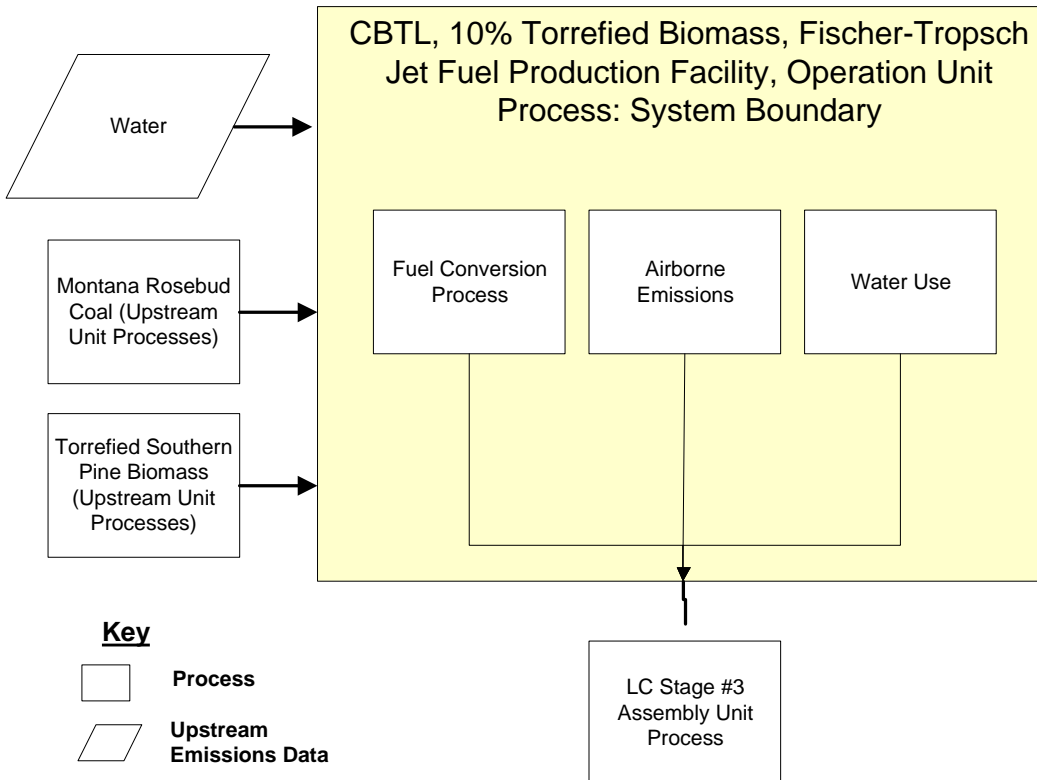 CBTL, 10% Torrefied Biomass, Fischer-Tropsch
Jet Fuel Production Facility, Operation Unit
Process: System Boundary
Water
Montana Rosebud
Coal (Upstream
Unit Processes)
Torrefied Southern
Pine Biomass
(Upstream Unit
Processes)
Fuel Conversion
Process
Airborne
Emissions
Water Use
Key
Process
Upstream
Emissions Data
LC Stage #3
Assembly Unit
Process